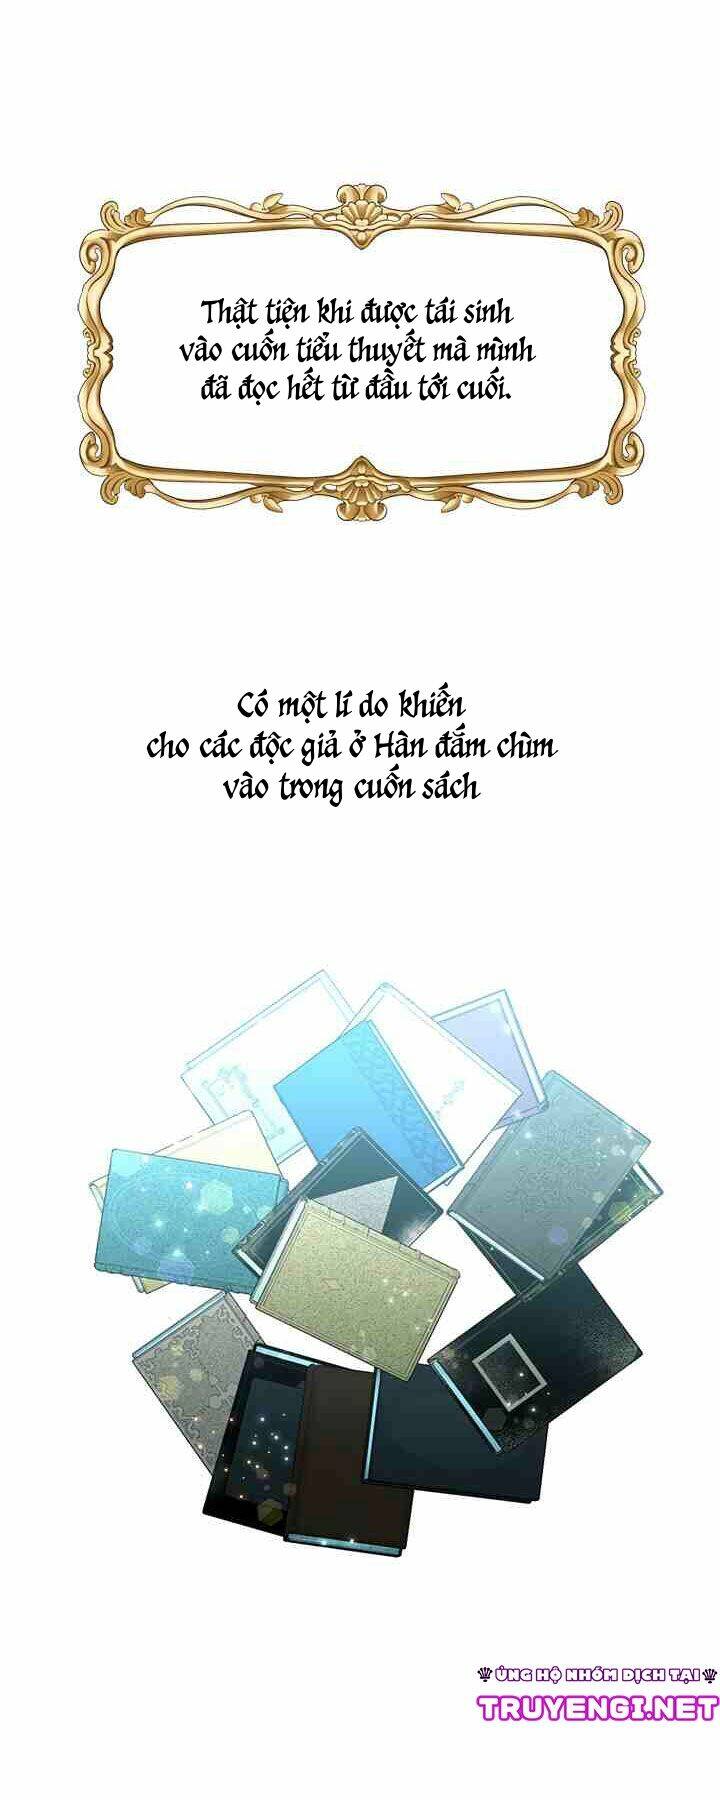 Thật tiện khi được tái sinh
vào cuốn tiểu thuyết mà mình
đã đọc hết từ đầu tới cuối.
Có một lí do khiến
cho các độc giả ở Hàn đắm chìm
vào trong cuốn sách
ỦNG HỘ NHÓM DỊCH TẠI
TRUYENGI.NET